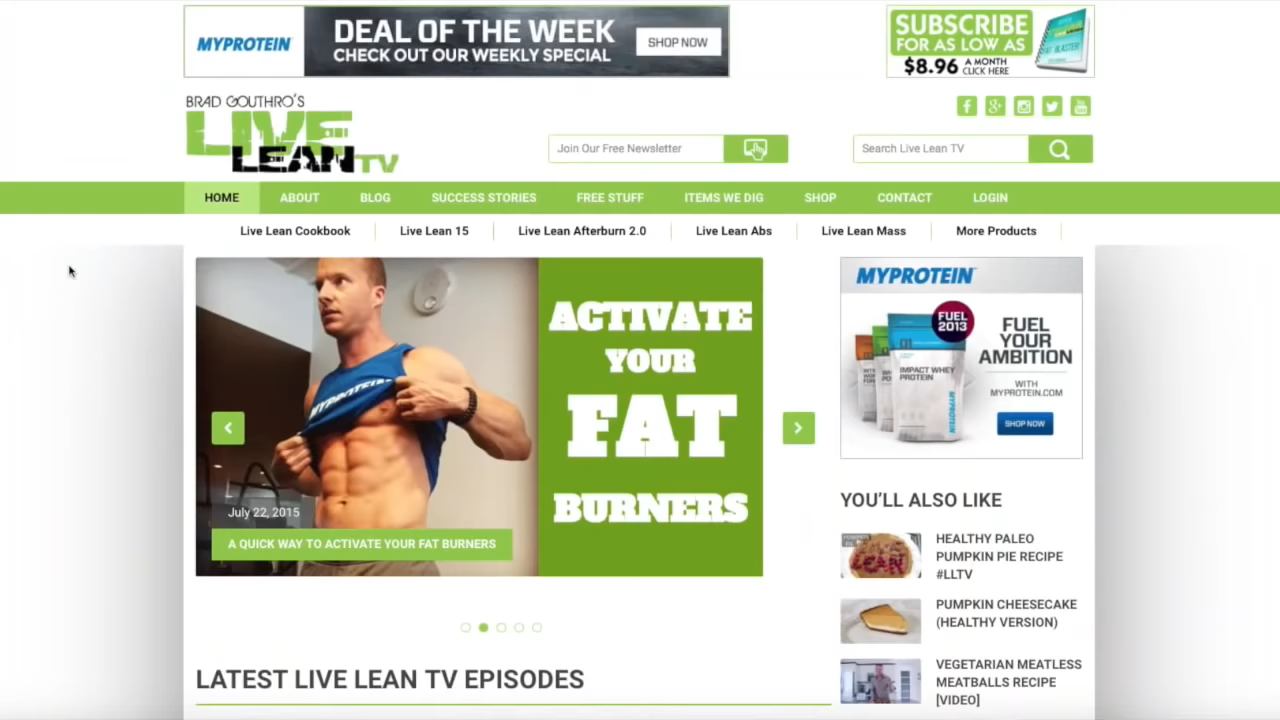 MYPROTEIN
DEAL OF THE WEEK
CHECK OUT OUR WEEKLY SPECIAL
SHOP NOW
SUBSCRIBE
FOR AS LOW AS
$8.96 A MONTH
CLICK HERE
BRAD GOUTHRO'S
LIVE
LEAN TV
Join Our Free Newsletter
Search Live Lean TV
HOME ABOUT BLOG SUCCESS STORIES FREE STUFF ITEMS WE DIG SHOP CONTACT LOGIN
Live Lean Cookbook Live Lean 15 Live Lean Afterburn 2.0 Live Lean Abs Live Lean Mass More Products
MYPROTEIN
ACTIVATE
YOUR
FAT
BURNERS
July 22, 2015
A QUICK WAY TO ACTIVATE YOUR FAT BURNERS
MYPROTEIN
FUEL
2013
IMPACT WHEY
PROTEIN
MYPROTEIN
FUEL
YOUR
AMBITION
WITH
MYPROTEIN.COM
SHOP NOW
YOU'LL ALSO LIKE
HEALTHY PALEO
PUMPKIN PIE RECIPE
#LLTV
PUMPKIN CHEESECAKE
(HEALTHY VERSION)
VEGETARIAN MEATLESS
MEATBALLS RECIPE
[VIDEO]
LATEST LIVE LEAN TV EPISODES